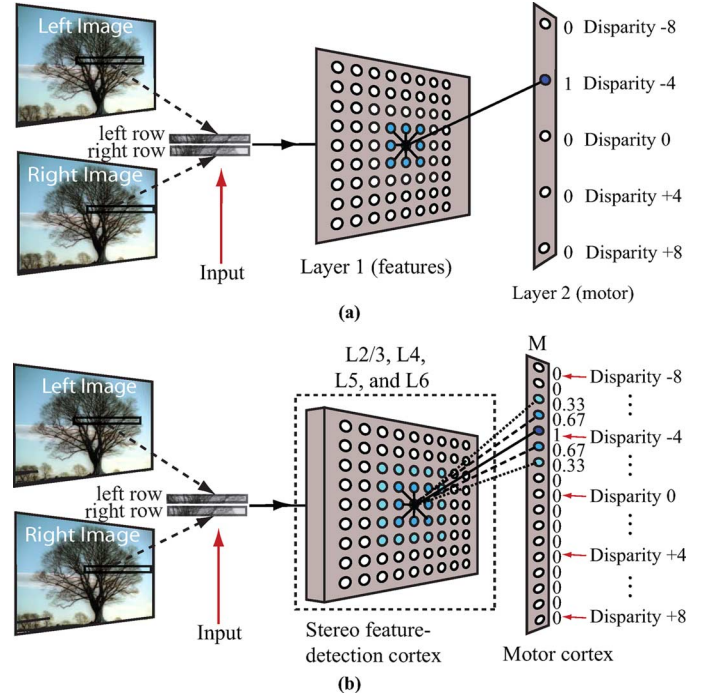 Left Image
Right Image
left row
right row
Input
Layer 1 (features)
0 Disparity -8
1 Disparity -4
0 Disparity 0
0 Disparity +4
0 Disparity +8
Layer 2 (motor)
(a)
L2/3, L4,
L5, and L6
Left Image
Right Image
left row
right row
Input
Stereo feature-
detection cortex
M
0 Disparity -8
0
0.33
0.67
1 Disparity -4
0.67
0.33
0
0 Disparity 0
0
0
0
0 Disparity +4
0
0
0
0 Disparity +8
Motor cortex
(b)